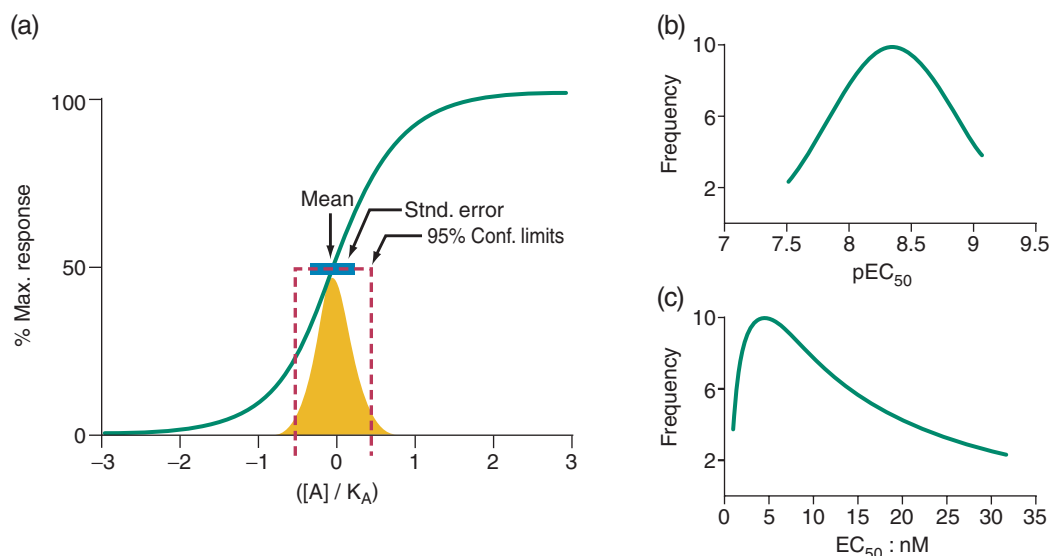 (a)
100
50
0
% Max. response
Mean
Stnd. error
95% Conf. limits
−3 −2 −1 0 1 2 3
([A] / K_A)
(b)
10
6
2
Frequency
7 7.5 8 8.5 9 9.5
pEC₅₀
(c)
10
6
2
Frequency
0 5 10 15 20 25 30 35
EC₅₀ : nM